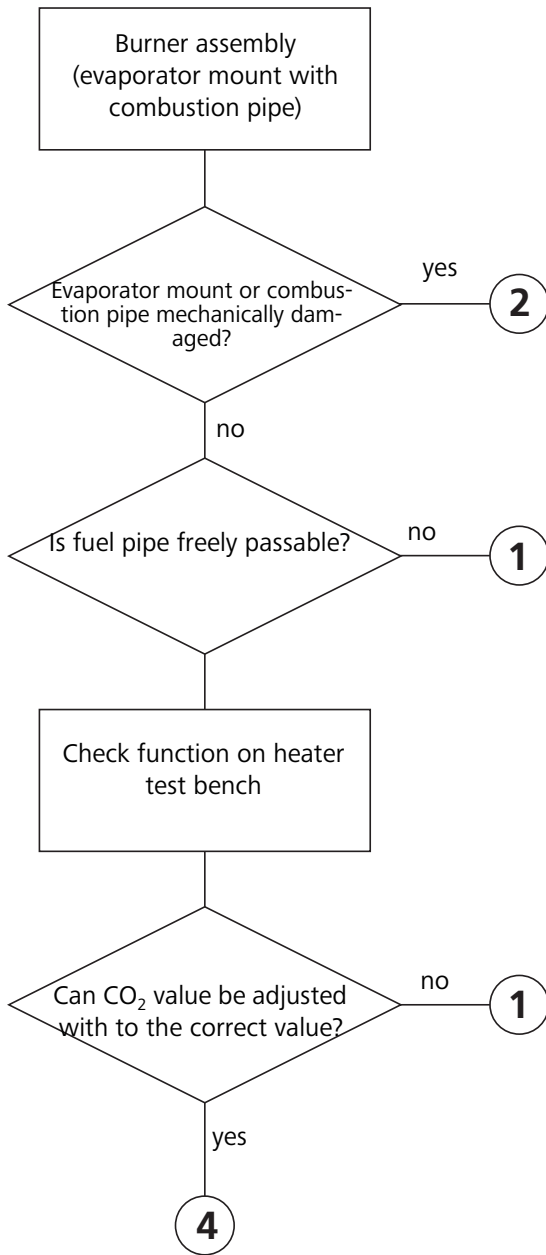 Burner assembly
(evaporator mount with
combustion pipe)
yes
Evaporator mount or combus-
tion pipe mechanically dam-
aged?
2
no
Is fuel pipe freely passable?
no
1
Check function on heater
test bench
no
Can CO₂ value be adjusted
with to the correct value?
1
yes
4